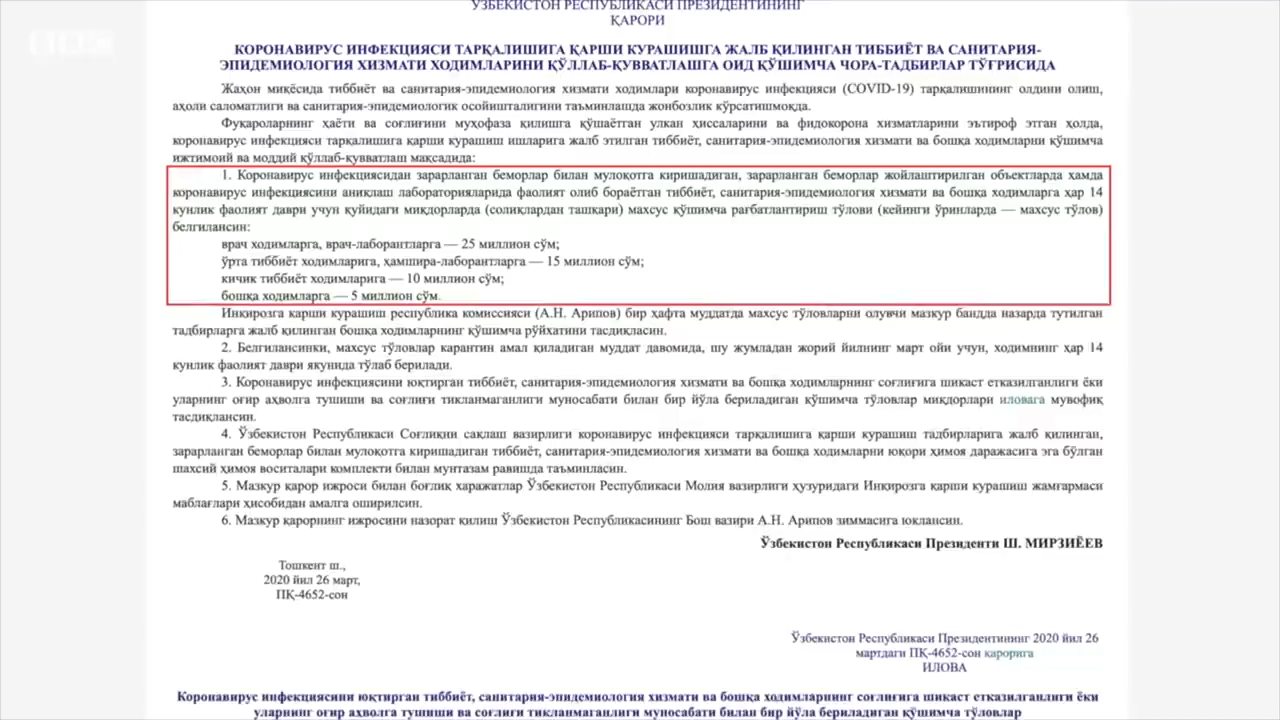 ЎЗБЕКИСТОН РЕСПУБЛИКАСИ ПРЕЗИДЕНТИНИНГ
ҚАРОРИ
КОРОНАВИРУС ИНФЕКЦИЯСИ ТАРҚАЛИШИГА ҚАРШИ КУРАШИШГА ЖАЛБ ҚИЛИНГАН ТИББИЁТ ВА САНИТАРИЯ-
ЭПИДЕМИОЛОГИЯ ХИЗМАТИ ХОДИМЛАРИНИ ҚЎЛЛАБ-ҚУВВАТЛАШГА ОИД ҚЎШИМЧА ЧОРА-ТАДБИРЛАР ТЎҒРИСИДА
Жаҳон миқёсида тиббиёт ва санитария-эпидемиология хизмати ходимлари коронавирус инфекцияси (COVID-19) тарқалишининг олдини олиш,
аҳоли саломатлиги ва санитария-эпидемиологик осойишталигини таъминлашда жонбозлик кўрсатишмоқда.
Фуқароларнинг ҳаёти ва соғлиғини муҳофаза қилишга қўшаётган улкан ҳиссаларини ва фидокорона хизматларини эътироф этган ҳолда,
коронавирус инфекцияси тарқалишига қарши курашиш ишларига жалб этилган тиббиёт, санитария-эпидемиология хизмати ва бошқа ходимларни қўшимча
ижтимоий ва моддий қўллаб-қувватлаш мақсадида:
1. Коронавирус инфекциясидан зарарланган беморлар билан мулоқотга киришадиган, зарарланган беморлар жойлаштирилган объектларда ҳамда
коронавирус инфекциясини аниқлаш лабораторияларида фаолият олиб бораётган тиббиёт, санитария-эпидемиология хизмати ва бошқа ходимларга ҳар 14
кунлик фаолият даври учун қуйидаги миқдорларда (солиқлардан ташқари) махсус қўшимча рағбатлантириш тўлови (кейинги ўринларда — махсус тўлов)
белгилансин:
врач ходимларга, врач-лаборантларга — 25 миллион сўм;
ўрта тиббиёт ходимларига, ҳамшира-лаборантларга — 15 миллион сўм;
кичик тиббиёт ходимларига — 10 миллион сўм;
бошқа ходимларга — 5 миллион сўм.
Инқирозга қарши курашиш республика комиссияси (А.Н. Арипов) бир ҳафта муддатда махсус тўловларни олувчи мазкур бандда назарда тутилган
тадбирларга жалб қилинган бошқа ходимларнинг қўшимча рўйхатини тасдиқласин.
2. Белгилансинки, махсус тўловлар карантин амал қиладиган муддат давомида, шу жумладан жорий йилнинг март ойи учун, ходимнинг ҳар 14
кунлик фаолият даври якунида тўлаб берилади.
3. Коронавирус инфекциясини юқтирган тиббиёт, санитария-эпидемиология хизмати ва бошқа ходимларнинг соғлиғига шикаст етказилганлиги ёки
уларнинг оғир аҳволга тушиши ва соғлиғи тикланмаганлиги муносабати билан бир йўла бериладиган қўшимча тўловлар миқдорлари иловага мувофиқ
тасдиқлансин.
4. Ўзбекистон Республикаси Соғлиқни сақлаш вазирлиги коронавирус инфекцияси тарқалишига қарши курашиш тадбирларига жалб қилинган,
зарарланган беморлар билан мулоқотга киришадиган тиббиёт, санитария-эпидемиология хизмати ва бошқа ходимларни юқори ҳимоя даражасига эга бўлган
шахсий ҳимоя воситалари комплекти билан мунтазам равишда таъминласин.
5. Мазкур қарор ижроси билан боғлиқ харажатлар Ўзбекистон Республикаси Молия вазирлиги ҳузуридаги Инқирозга қарши курашиш жамғармаси
маблағлари ҳисобидан амалга оширилсин.
6. Мазкур қарорнинг ижросини назорат қилиш Ўзбекистон Республикасининг Бош вазири А.Н. Арипов зиммасига юклансин.
Ўзбекистон Республикаси Президенти Ш. МИРЗИЁЕВ
Тошкент ш.,
2020 йил 26 март,
ПҚ-4652-сон
Ўзбекистон Республикаси Президентининг 2020 йил 26
мартдаги ПҚ-4652-сон қарорига
ИЛОВА
Коронавирус инфекциясини юқтирган тиббиёт, санитария-эпидемиология хизмати ва бошқа ходимларнинг соғлиғига шикаст етказилганлиги ёки
уларнинг оғир аҳволга тушиши ва соғлиғи тикланмаганлиги муносабати билан бир йўла бериладиган қўшимча тўловлар